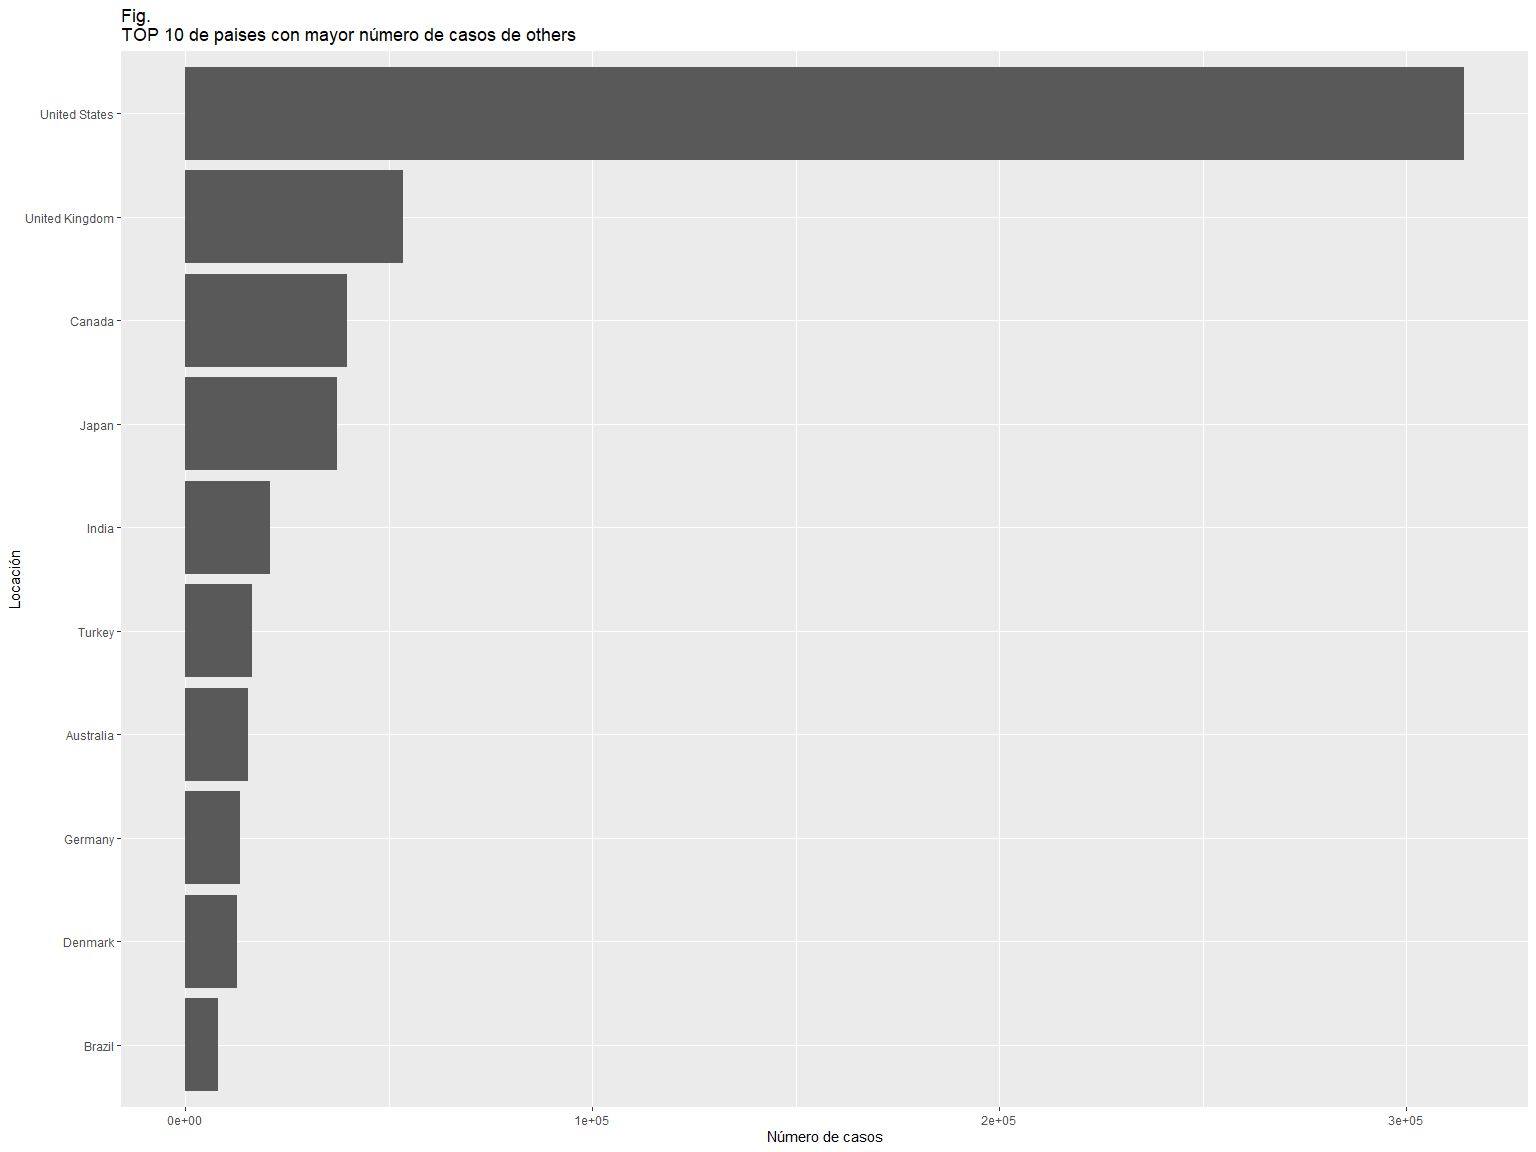 Fig.
TOP 10 de paises con mayor número de casos de others
United States
United Kingdom
Canada
Japan
India
Turkey
Australia
Germany
Denmark
Brazil
Locación
0e+00 1e+05 2e+05 3e+05
Número de casos